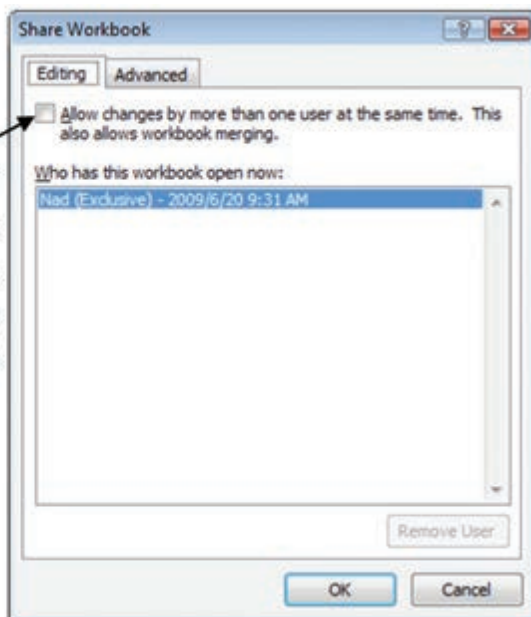 Share Workbook
Editing
Advanced
Allow changes by more than one user at the same time. This
also allows workbook merging.
Who has this workbook open now:
Nad (Exclusive) - 2009/6/20 9:31 AM
Remove User
OK
Cancel